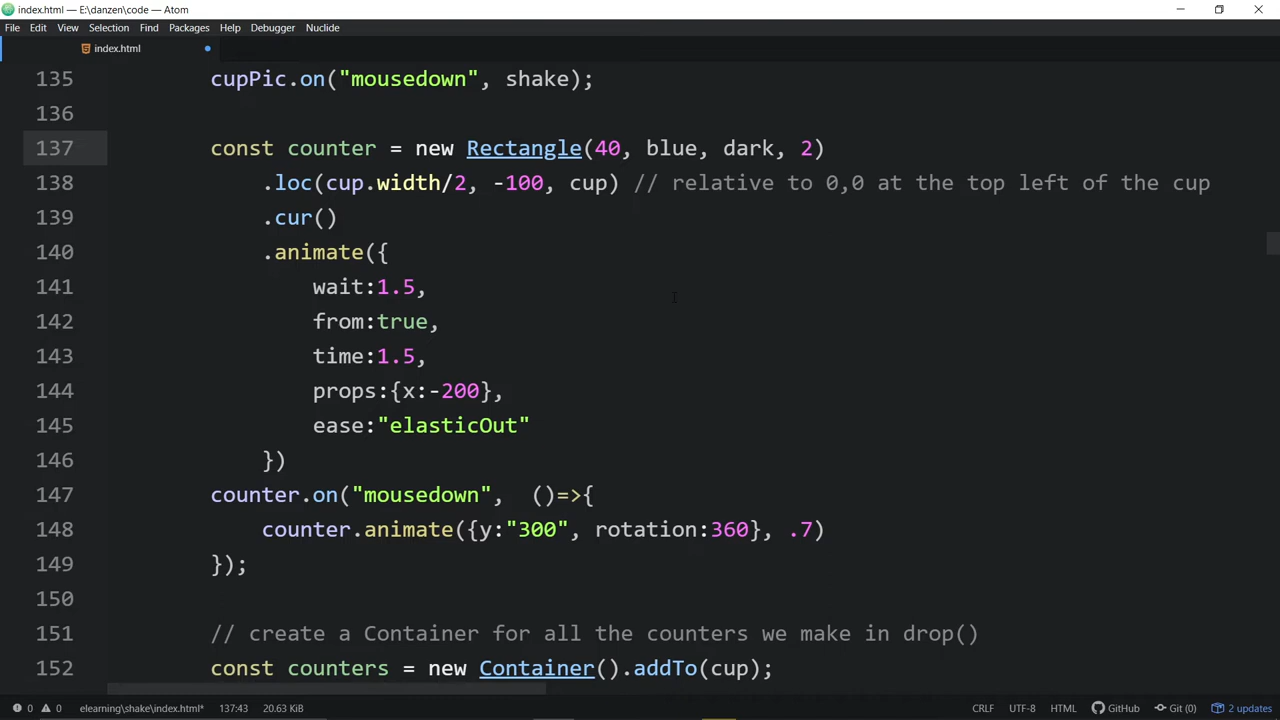 index.html — E:\danzen\code — Atom
File Edit View Selection Find Packages Help Debugger Nuclide
index.html
135 cupPic.on("mousedown", shake);
136
137 const counter = new Rectangle(40, blue, dark, 2)
138 .loc(cup.width/2, -100, cup) // relative to 0,0 at the top left of the cup
139 .cur()
140 .animate({
141 wait:1.5,
142 from:true,
143 time:1.5,
144 props:{x:-200},
145 ease:"elasticOut"
146 })
147 counter.on("mousedown",  ()=>{
148 counter.animate({y:"300", rotation:360}, .7)
149 });
150
151 // create a Container for all the counters we make in drop()
152 const counters = new Container().addTo(cup);
0 0 elearning\shake\index.html* 137:43 20.63 KiB CRLF UTF-8 HTML GitHub Git (0) 2 updates